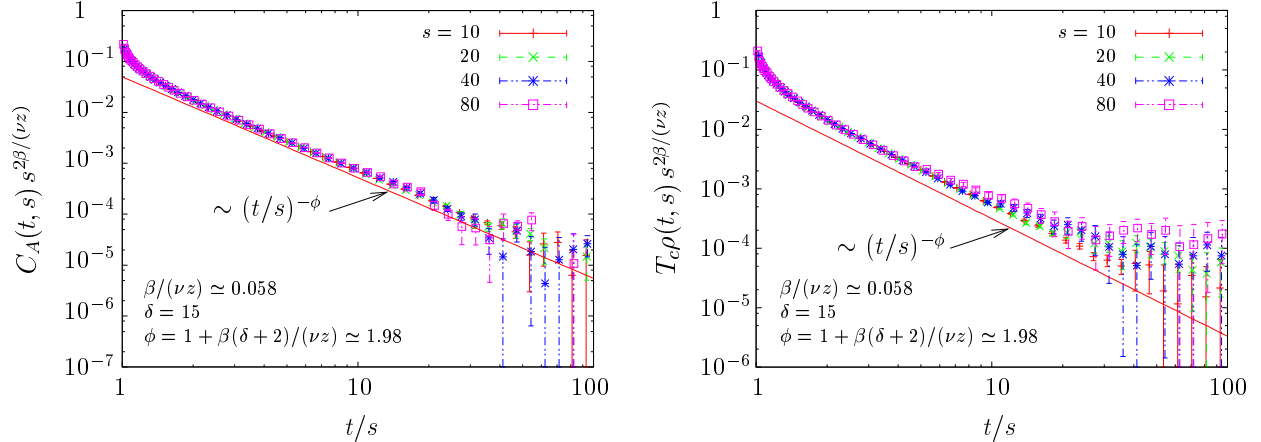 10⁻¹
10⁻²
10⁻³
10⁻⁴
10⁻⁵
10⁻⁶
10⁻⁷
C_A(t, s) s^{2β/(νz)}
s = 10
20
40
80
∼ (t/s)^{−ϕ}
β/(νz) ≃ 0.058
δ = 15
ϕ = 1 + β(δ + 2)/(νz) ≃ 1.98
1
10
100
t/s
10⁻¹
10⁻²
10⁻³
10⁻⁴
10⁻⁵
10⁻⁶
T_cρ(t, s) s^{2β/(νz)}
s = 10
20
40
80
∼ (t/s)^{−ϕ}
β/(νz) ≃ 0.058
δ = 15
ϕ = 1 + β(δ + 2)/(νz) ≃ 1.98
1
10
100
t/s